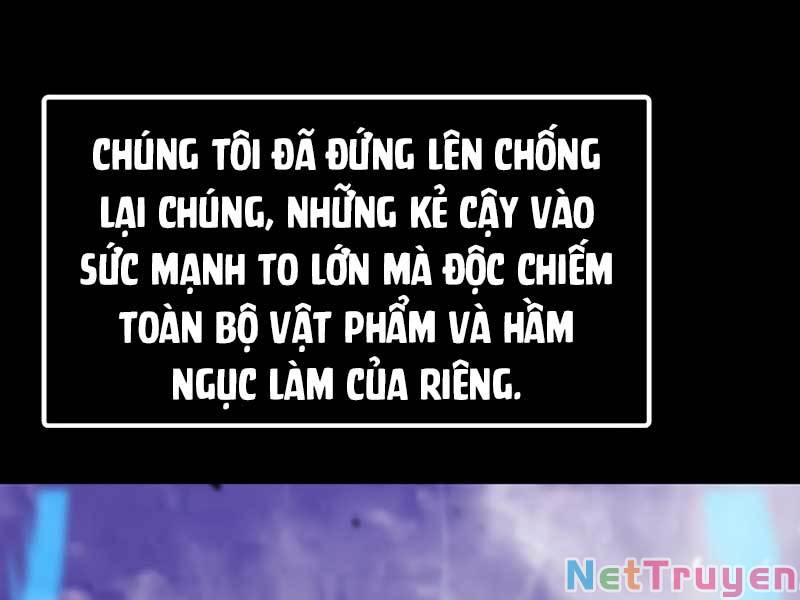 CHÚNG TÔI ĐÃ ĐỨNG LÊN CHỐNG
LẠI CHÚNG, NHỮNG KẺ CẬY VÀO
SỨC MẠNH TO LỚN MÀ ĐỘC CHIẾM
TOÀN BỘ VẬT PHẨM VÀ HẦM
NGỤC LÀM CỦA RIÊNG.
NetTruyen